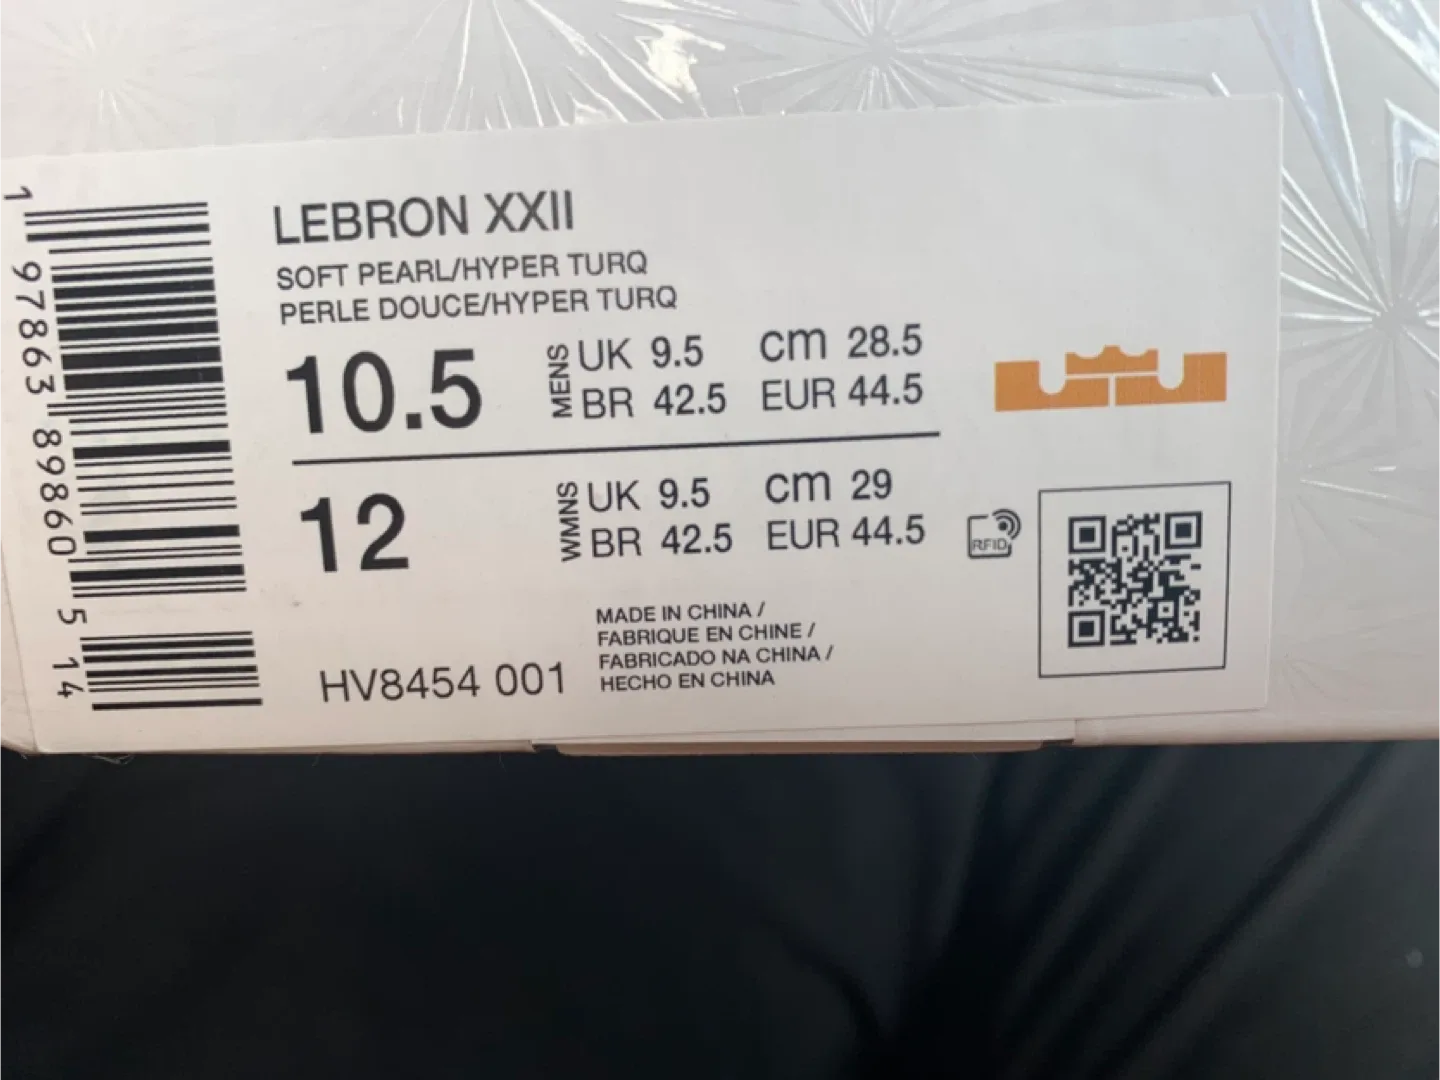 LEBRON XXII
SOFT PEARL/HYPER TURQ
PERLE DOUCE/HYPER TURQ
10.5 MENS UK 9.5 cm 28.5
BR 42.5 EUR 44.5
12 WMNS UK 9.5 cm 29
BR 42.5 EUR 44.5
RFID
MADE IN CHINA /
FABRIQUE EN CHINE /
FABRICADO NA CHINA /
HECHO EN CHINA
HV8454 001
1 97863 89860 5 14